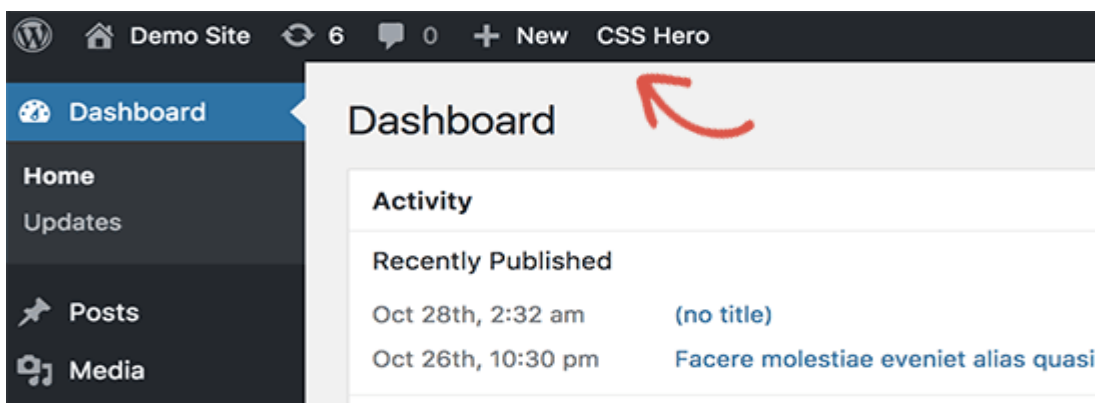 Demo Site 6 0 New CSS Hero
Dashboard
Home
Updates
Posts
Media
Dashboard
Activity
Recently Published
Oct 28th, 2:32 am (no title)
Oct 26th, 10:30 pm Facere molestiae eveniet alias quasi